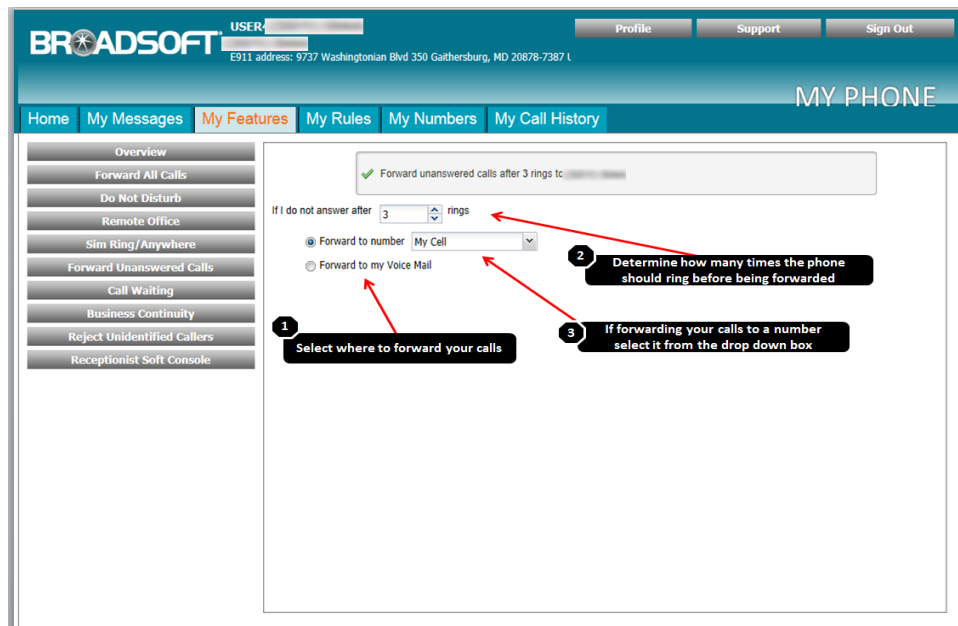 BROADSOFT
USER
E911 address: 9737 Washingtonian Blvd 350 Gaithersburg, MD 20878-7387 U
Profile
Support
Sign Out
MY PHONE
Home
My Messages
My Features
My Rules
My Numbers
My Call History
Overview
Forward All Calls
Do Not Disturb
Remote Office
Sim Ring/Anywhere
Forward Unanswered Calls
Call Waiting
Business Continuity
Reject Unidentified Callers
Receptionist Soft Console
Forward unanswered calls after 3 rings to
If I do not answer after 3 rings
Forward to number My Cell
Forward to my Voice Mail
1
Select where to forward your calls
2
Determine how many times the phone
should ring before being forwarded
3
If forwarding your calls to a number
select it from the drop down box